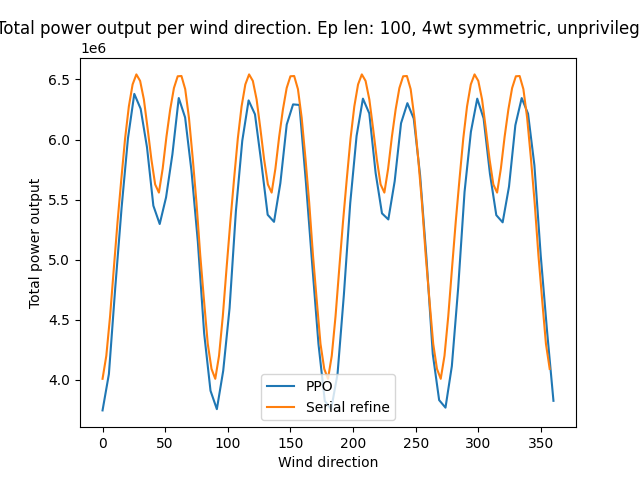 Total power output per wind direction. Ep len: 100, 4wt symmetric,
1e6
6.5
6.0
5.5
5.0
4.5
4.0
Total power output
0 50 100 150 200 250 300 350
Wind direction
PPO
Serial refine